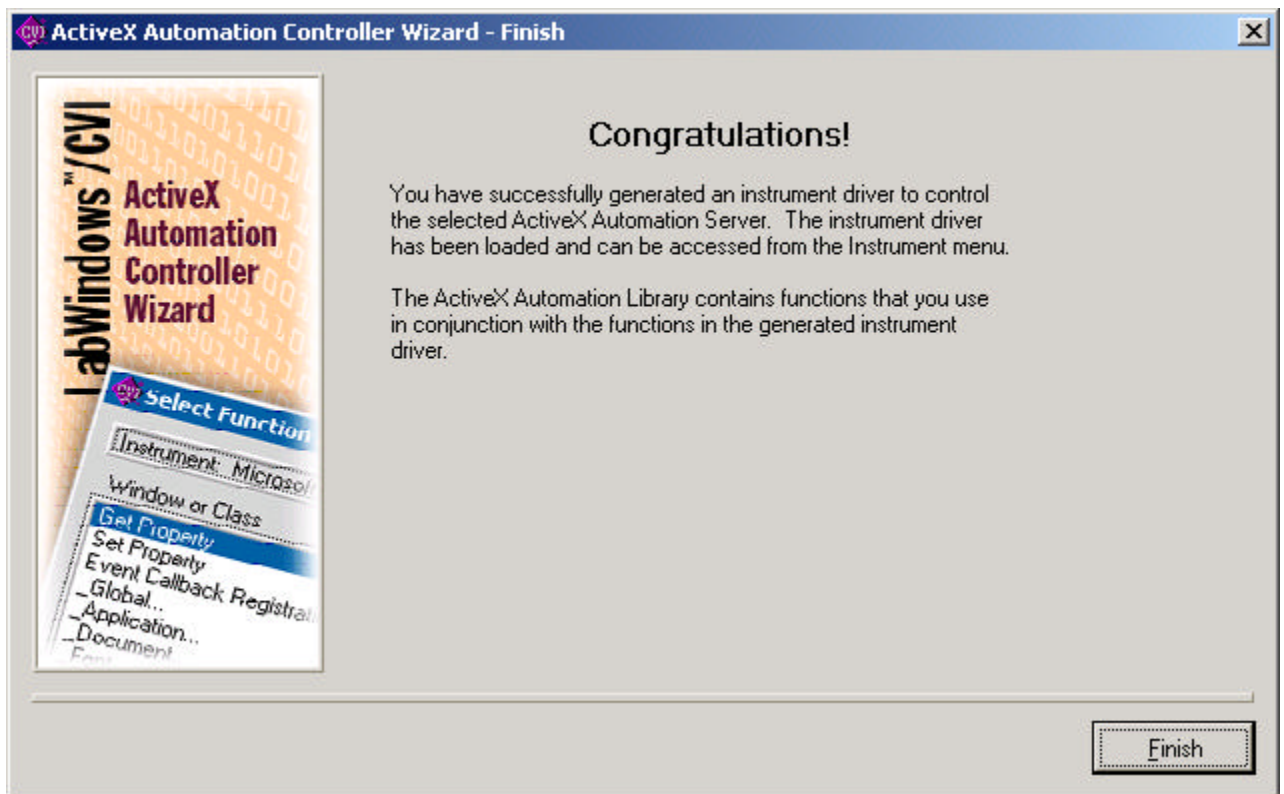 CVI ActiveX Automation Controller Wizard - Finish
LabWindows™/CVI
ActiveX
Automation
Controller
Wizard
CVI Select Function
Instrument: Microsof
Window or Class
Get Property
Set Property
Event Callback Registrat
_Global...
_Application...
_Document
Font
Congratulations!
You have successfully generated an instrument driver to control
the selected ActiveX Automation Server. The instrument driver
has been loaded and can be accessed from the Instrument menu.
The ActiveX Automation Library contains functions that you use
in conjunction with the functions in the generated instrument
driver.
Finish